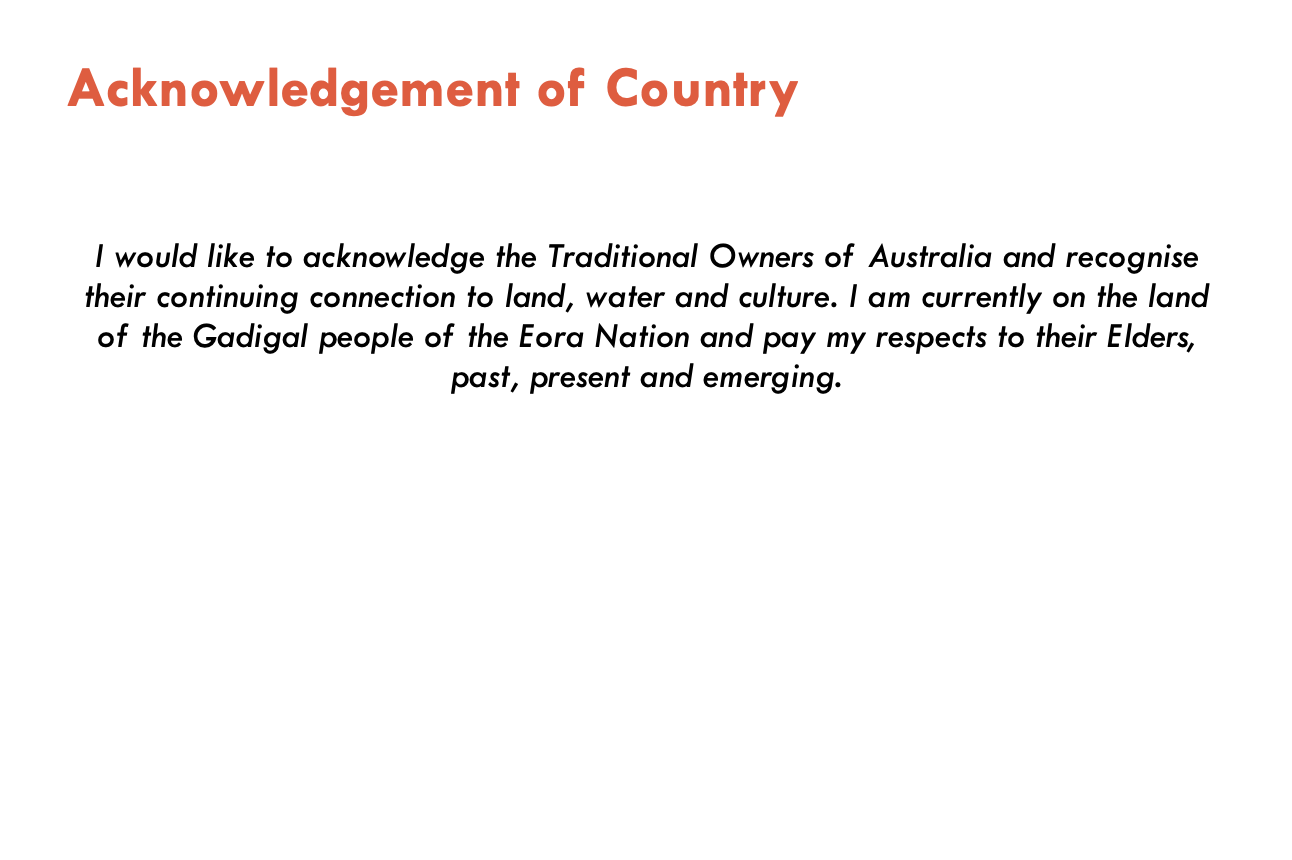 Acknowledgement of Country
I would like to acknowledge the Traditional Owners of Australia and recognise
their continuing connection to land, water and culture. I am currently on the land
of the Gadigal people of the Eora Nation and pay my respects to their Elders,
past, present and emerging.